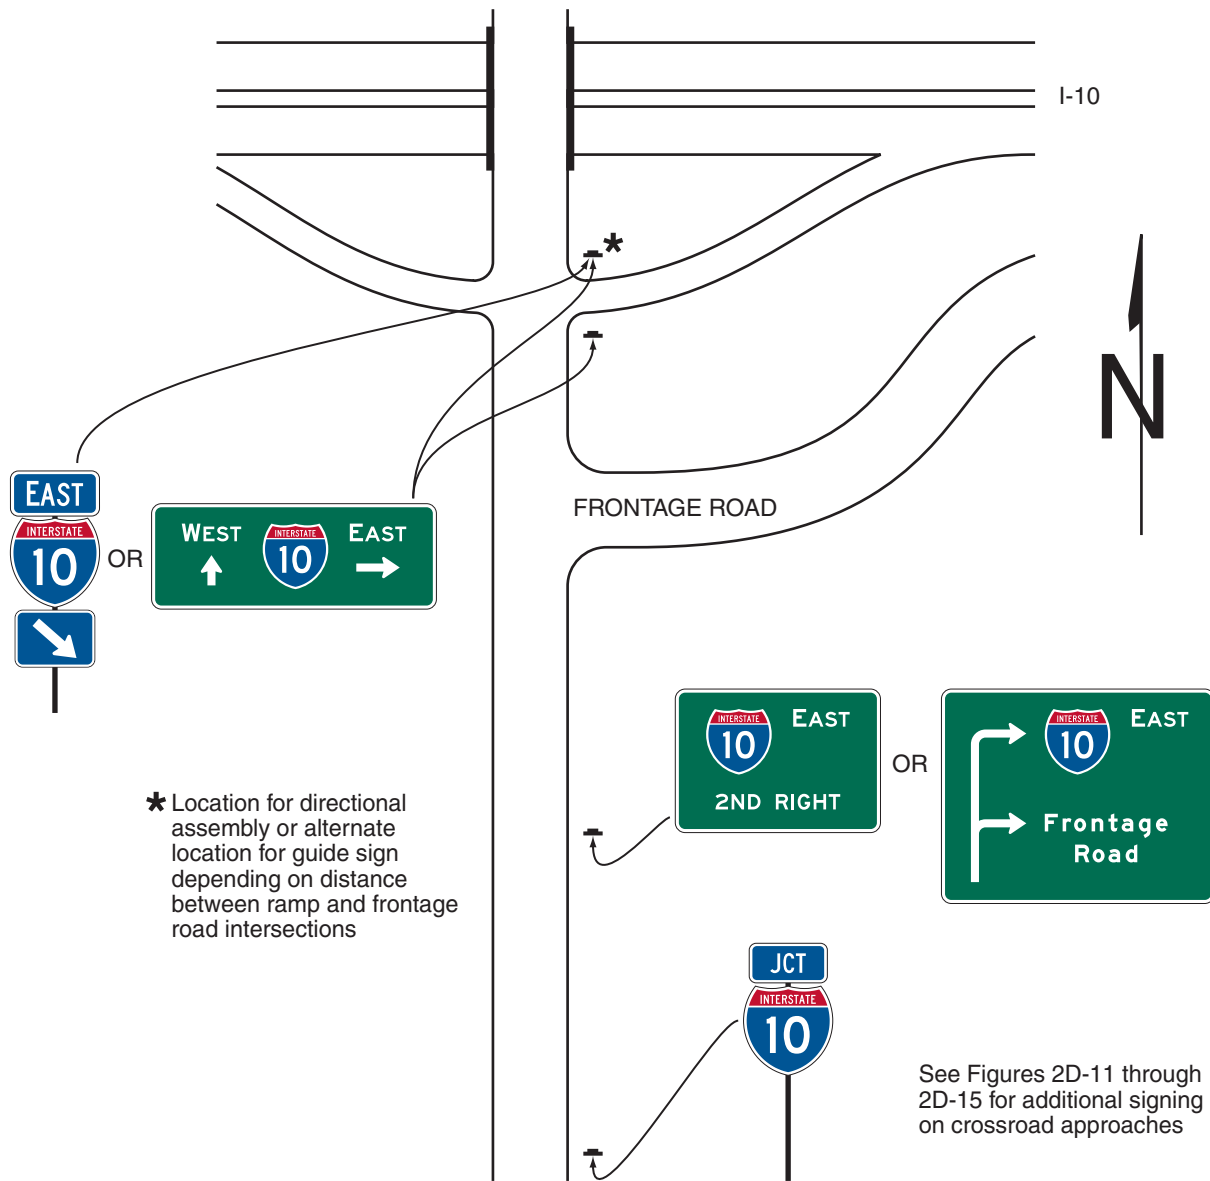 I-10
*
N
FRONTAGE ROAD
EAST
INTERSTATE
10
OR
WEST
INTERSTATE
10
EAST
INTERSTATE
10
EAST
2ND RIGHT
OR
INTERSTATE
10
EAST
Frontage
Road
* Location for directional
assembly or alternate
location for guide sign
depending on distance
between ramp and frontage
road intersections
JCT
INTERSTATE
10
See Figures 2D-11 through
2D-15 for additional signing
on crossroad approaches